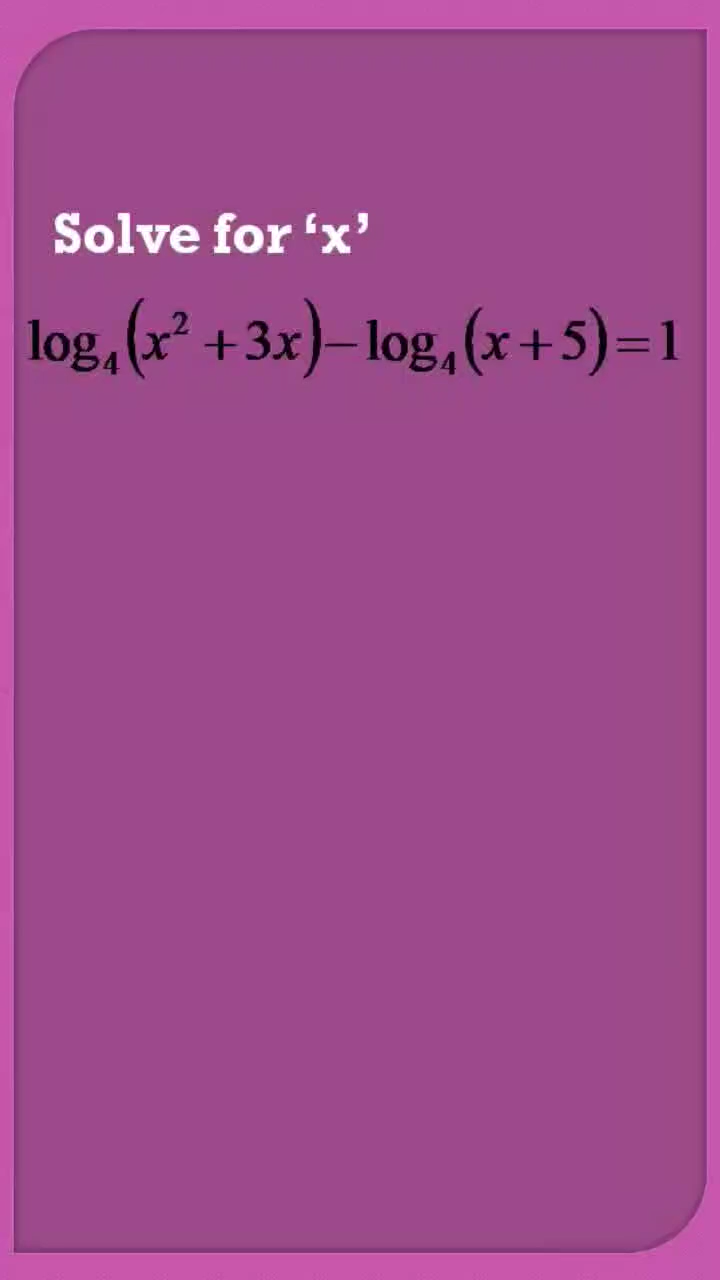 Solve for ‘x’
log₄(x² + 3x) – log₄(x + 5) = 1